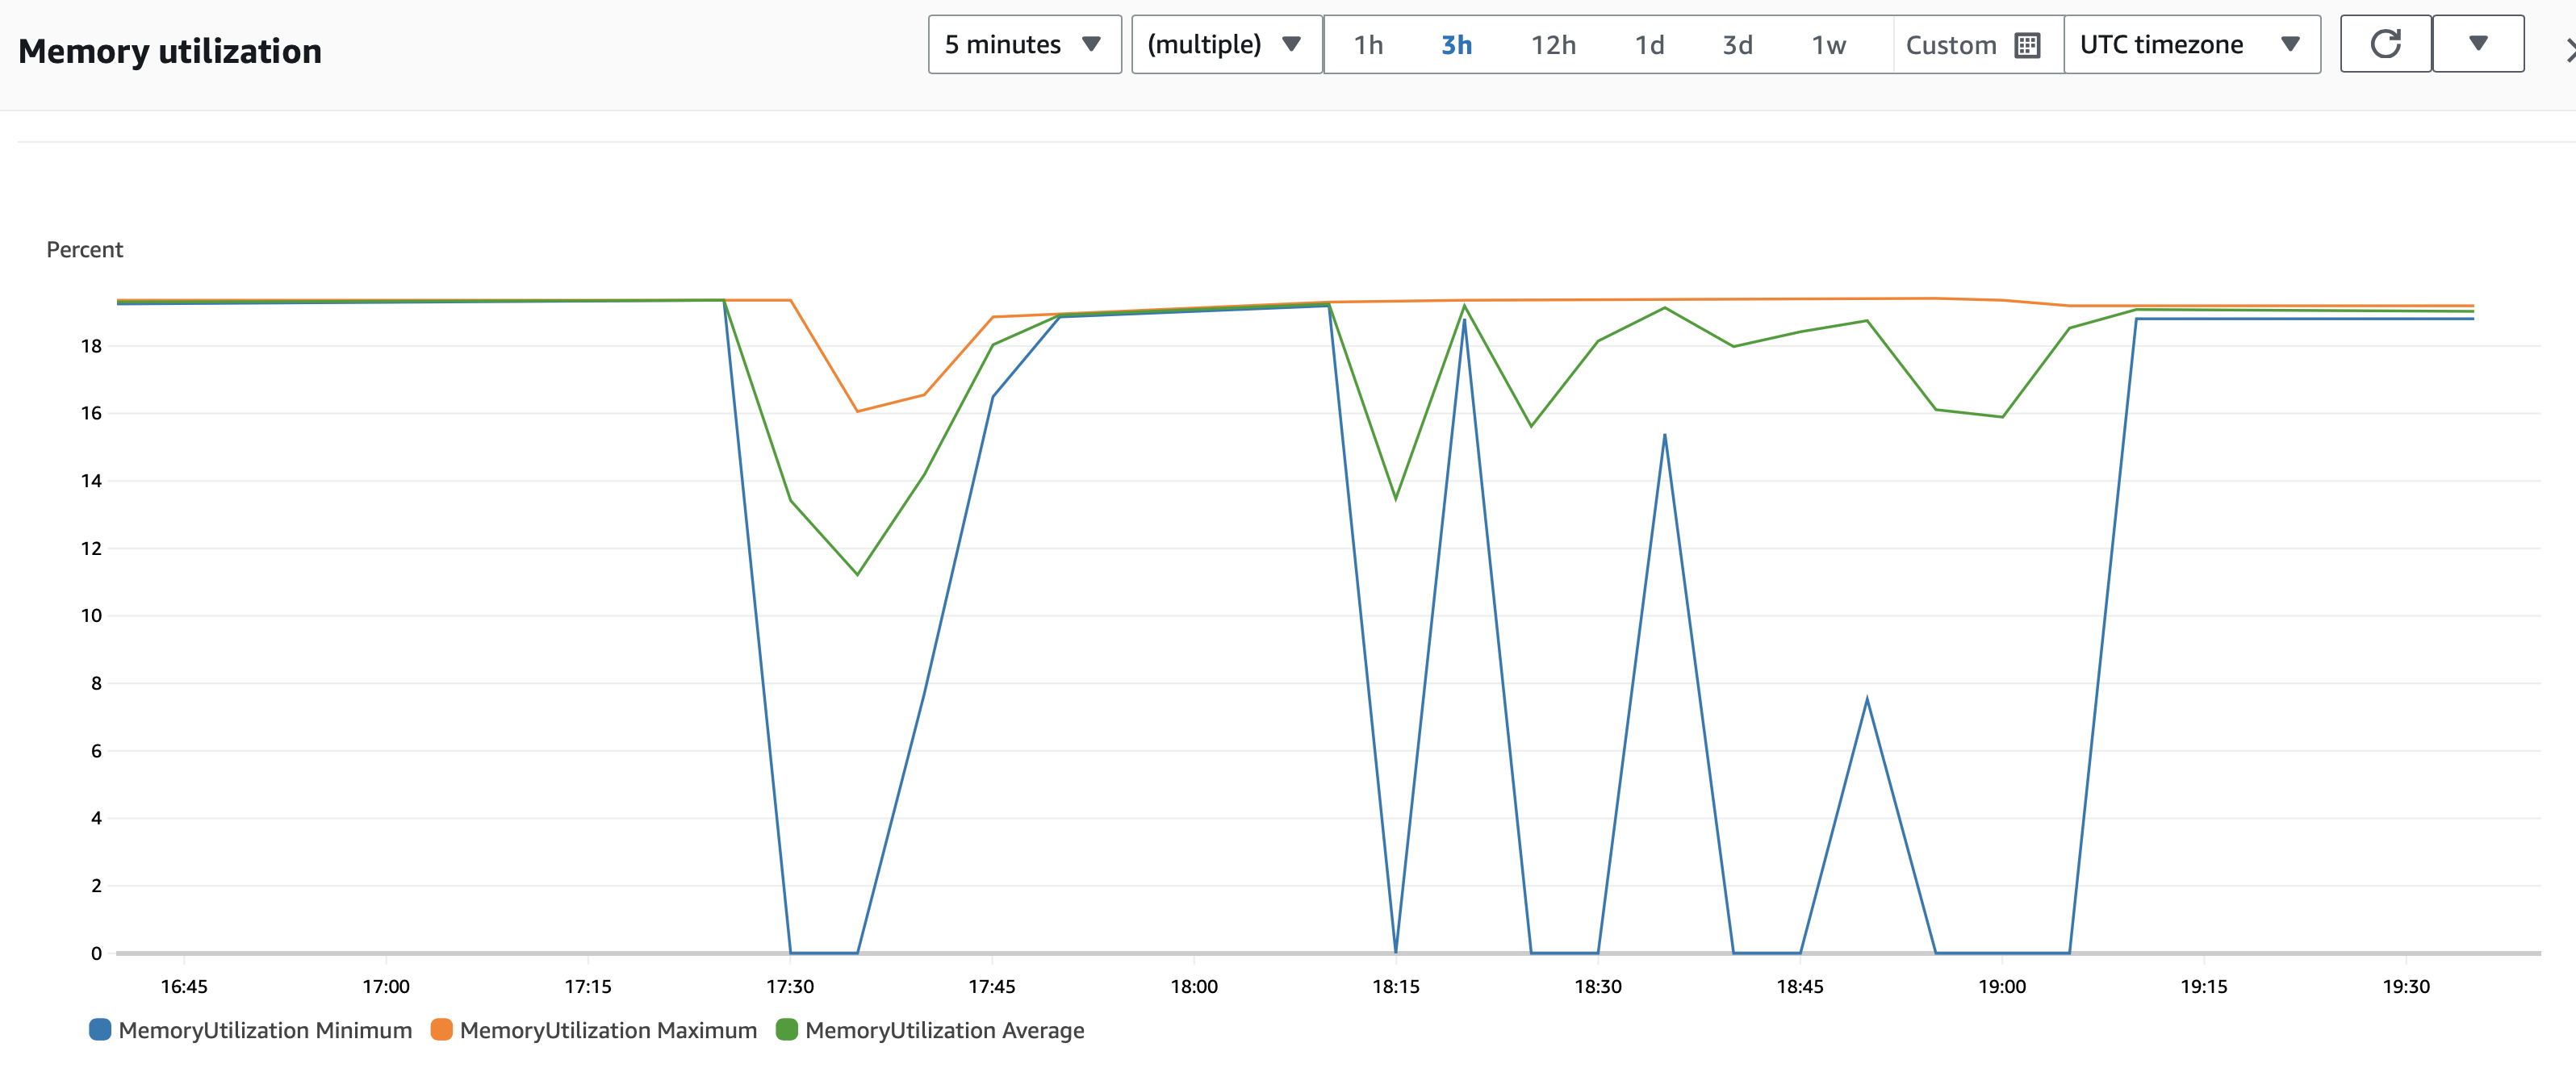 Memory utilization
5 minutes (multiple) 1h 3h 12h 1d 3d 1w Custom UTC timezone
Percent
18
16
14
12
10
8
6
4
2
0
16:45 17:00 17:15 17:30 17:45 18:00 18:15 18:30 18:45 19:00 19:15 19:30
MemoryUtilization Minimum MemoryUtilization Maximum MemoryUtilization Average